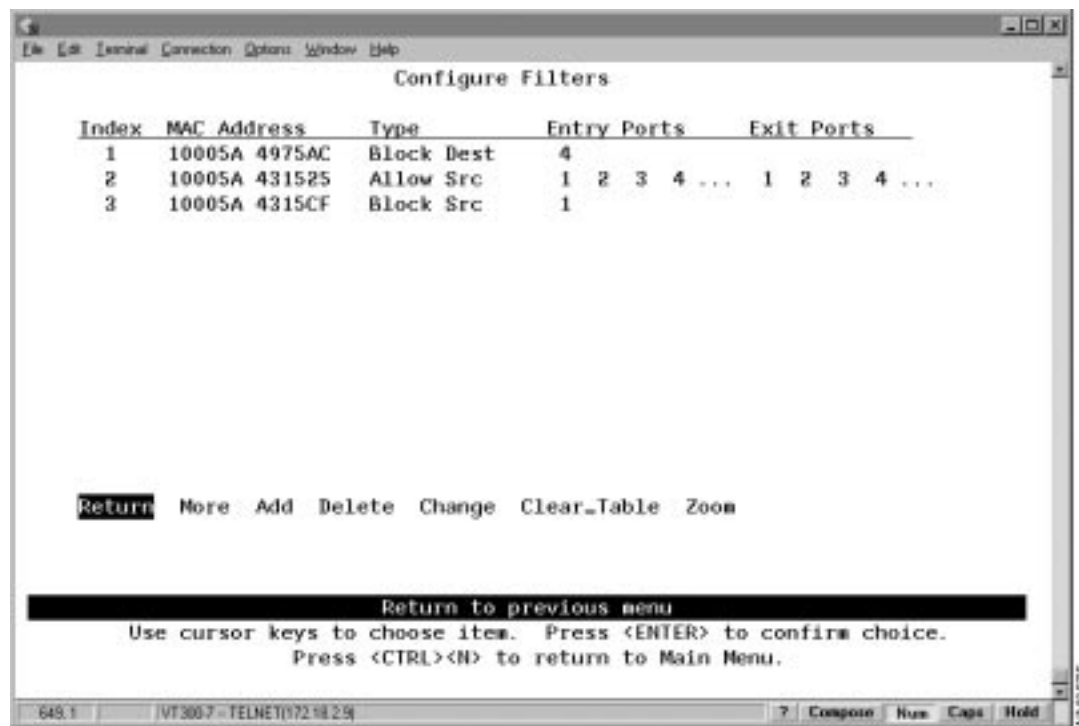 File Edit Terminal Connection Options Window Help
Configure Filters
Index MAC Address Type Entry Ports Exit Ports
1 10005A 4975AC Block Dest 4
2 10005A 431525 Allow Src 1 2 3 4 ... 1 2 3 4 ...
3 10005A 4315CF Block Src 1
Return More Add Delete Change Clear_Table Zoom
Return to previous menu
Use cursor keys to choose item. Press <ENTER> to confirm choice.
Press <CTRL><N> to return to Main Menu.
649.1 VT300-7 - TELNET(172.18.2.9) ? Compose Num Caps Hold